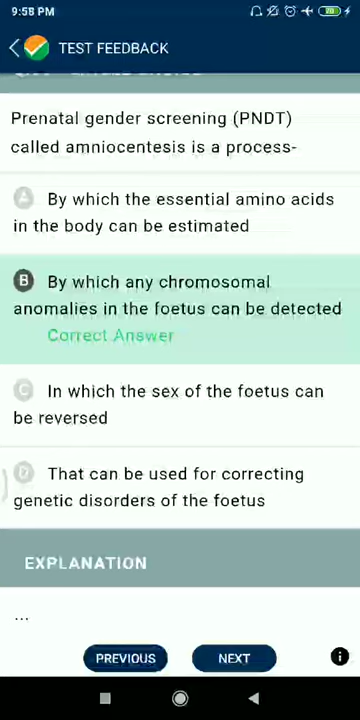 9:58 PM
20
TEST FEEDBACK
Prenatal gender screening (PNDT)
called amniocentesis is a process-
A By which the essential amino acids
in the body can be estimated
B By which any chromosomal
anomalies in the foetus can be detected
Correct Answer
C In which the sex of the foetus can
be reversed
D That can be used for correcting
genetic disorders of the foetus
EXPLANATION
...
PREVIOUS NEXT